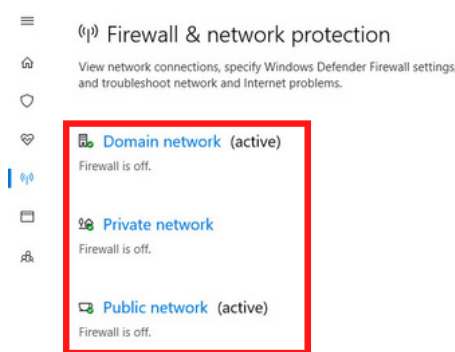 Firewall & network protection
View network connections, specify Windows Defender Firewall settings,
and troubleshoot network and Internet problems.
Domain network (active)
Firewall is off.
Private network
Firewall is off.
Public network (active)
Firewall is off.